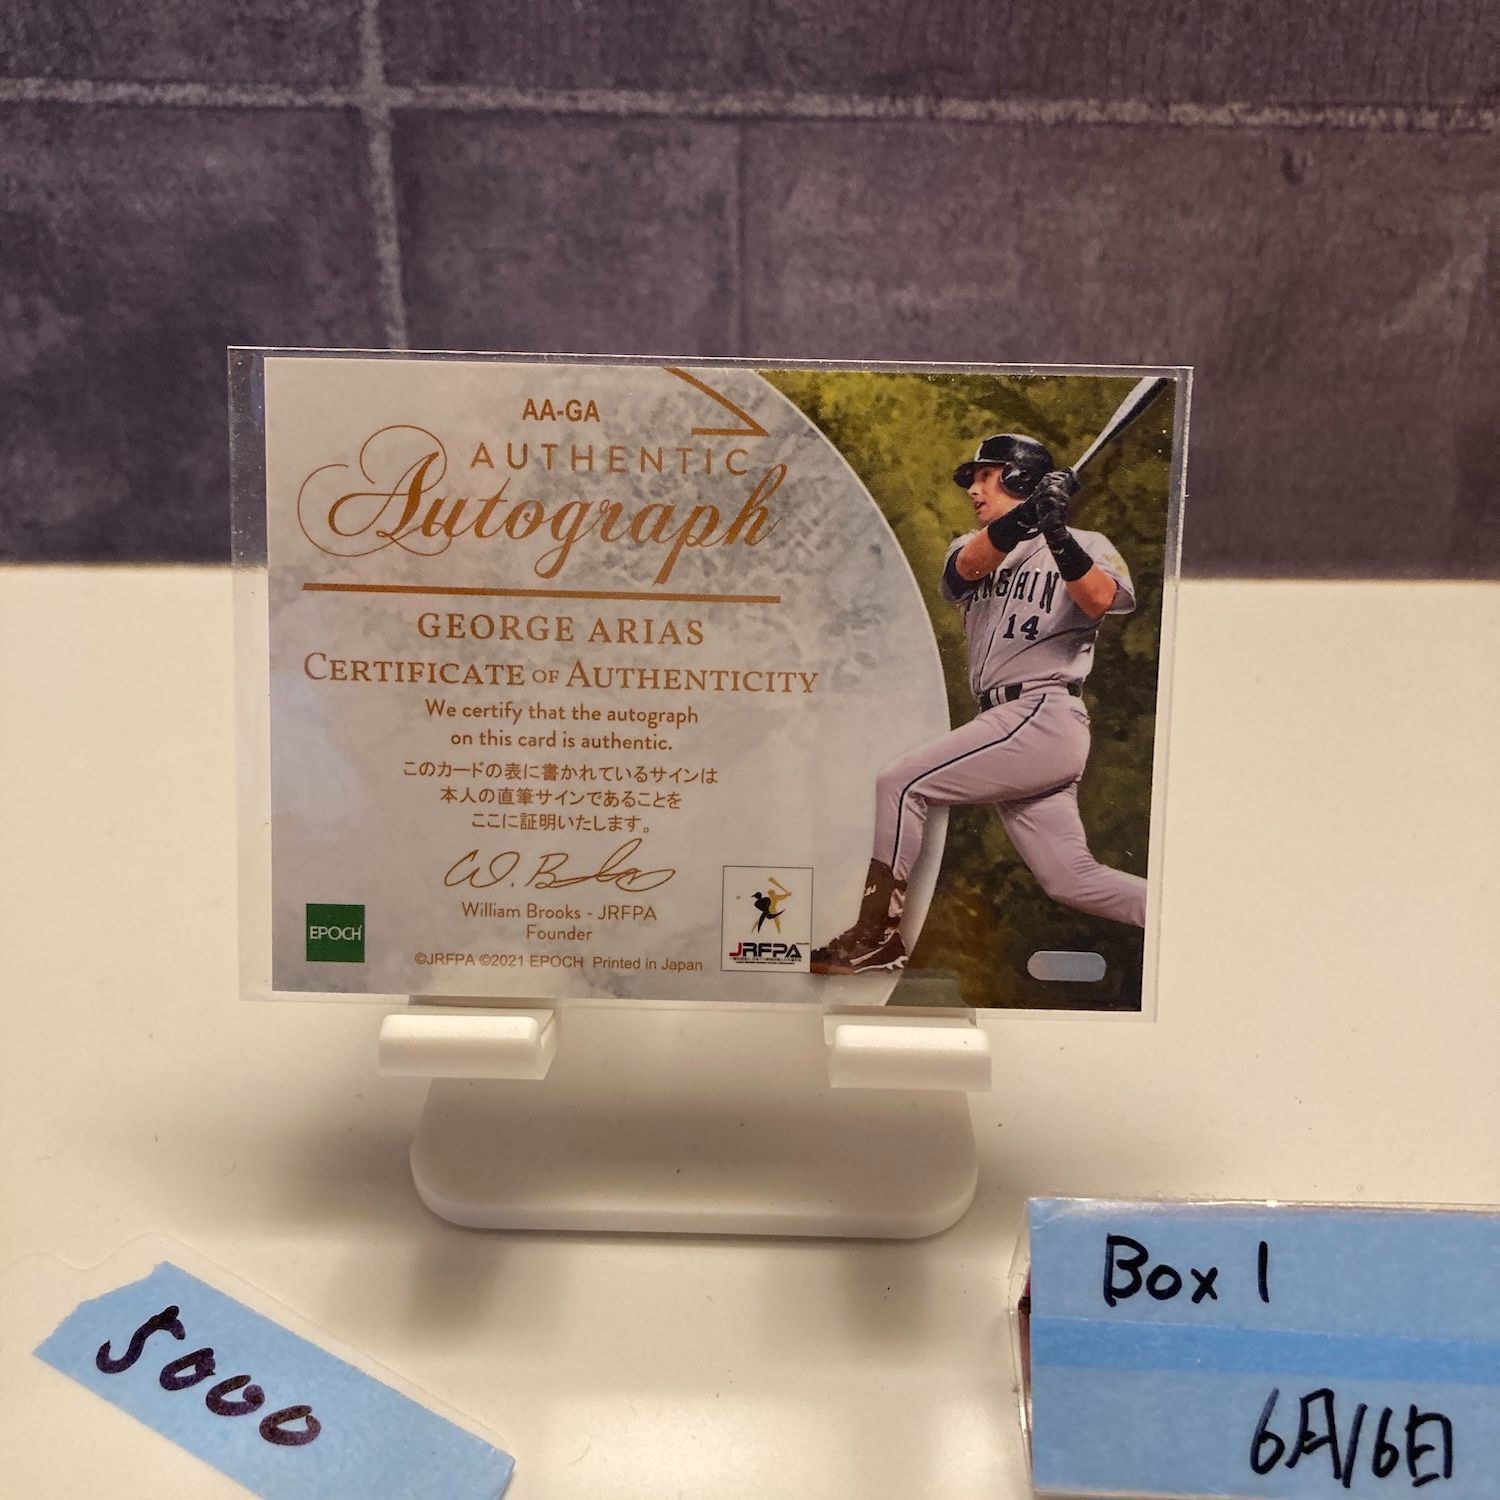 AA-GA
AUTHENTIC
Autograph
GEORGE ARIAS
CERTIFICATE OF AUTHENTICITY
We certify that the autograph
on this card is authentic.
このカードの表に書かれているサインは
本人の直筆サインであることを
ここに証明いたします。
William Brooks - JRFPA
Founder
EPOCH
©JRFPA ©2021 EPOCH Printed in Japan
JRFPA
ANSHIN
14
5000
Box 1
6月16日